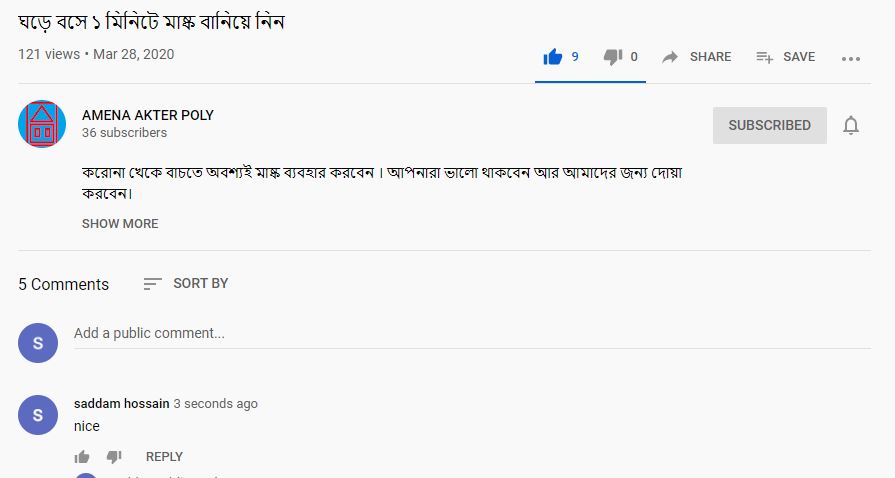 ঘড়ে বসে ১ মিনিটে মাস্ক বানিয়ে নিন
121 views • Mar 28, 2020
9 0 SHARE SAVE
AMENA AKTER POLY
36 subscribers
SUBSCRIBED
করোনা থেকে বাচতে অবশ্যই মাস্ক ব্যবহার করবেন । আপনারা ভালো থাকবেন আর আমাদের জন্য দোয়া
করবেন।
SHOW MORE
5 Comments SORT BY
S
Add a public comment...
S
saddam hossain 3 seconds ago
nice
REPLY